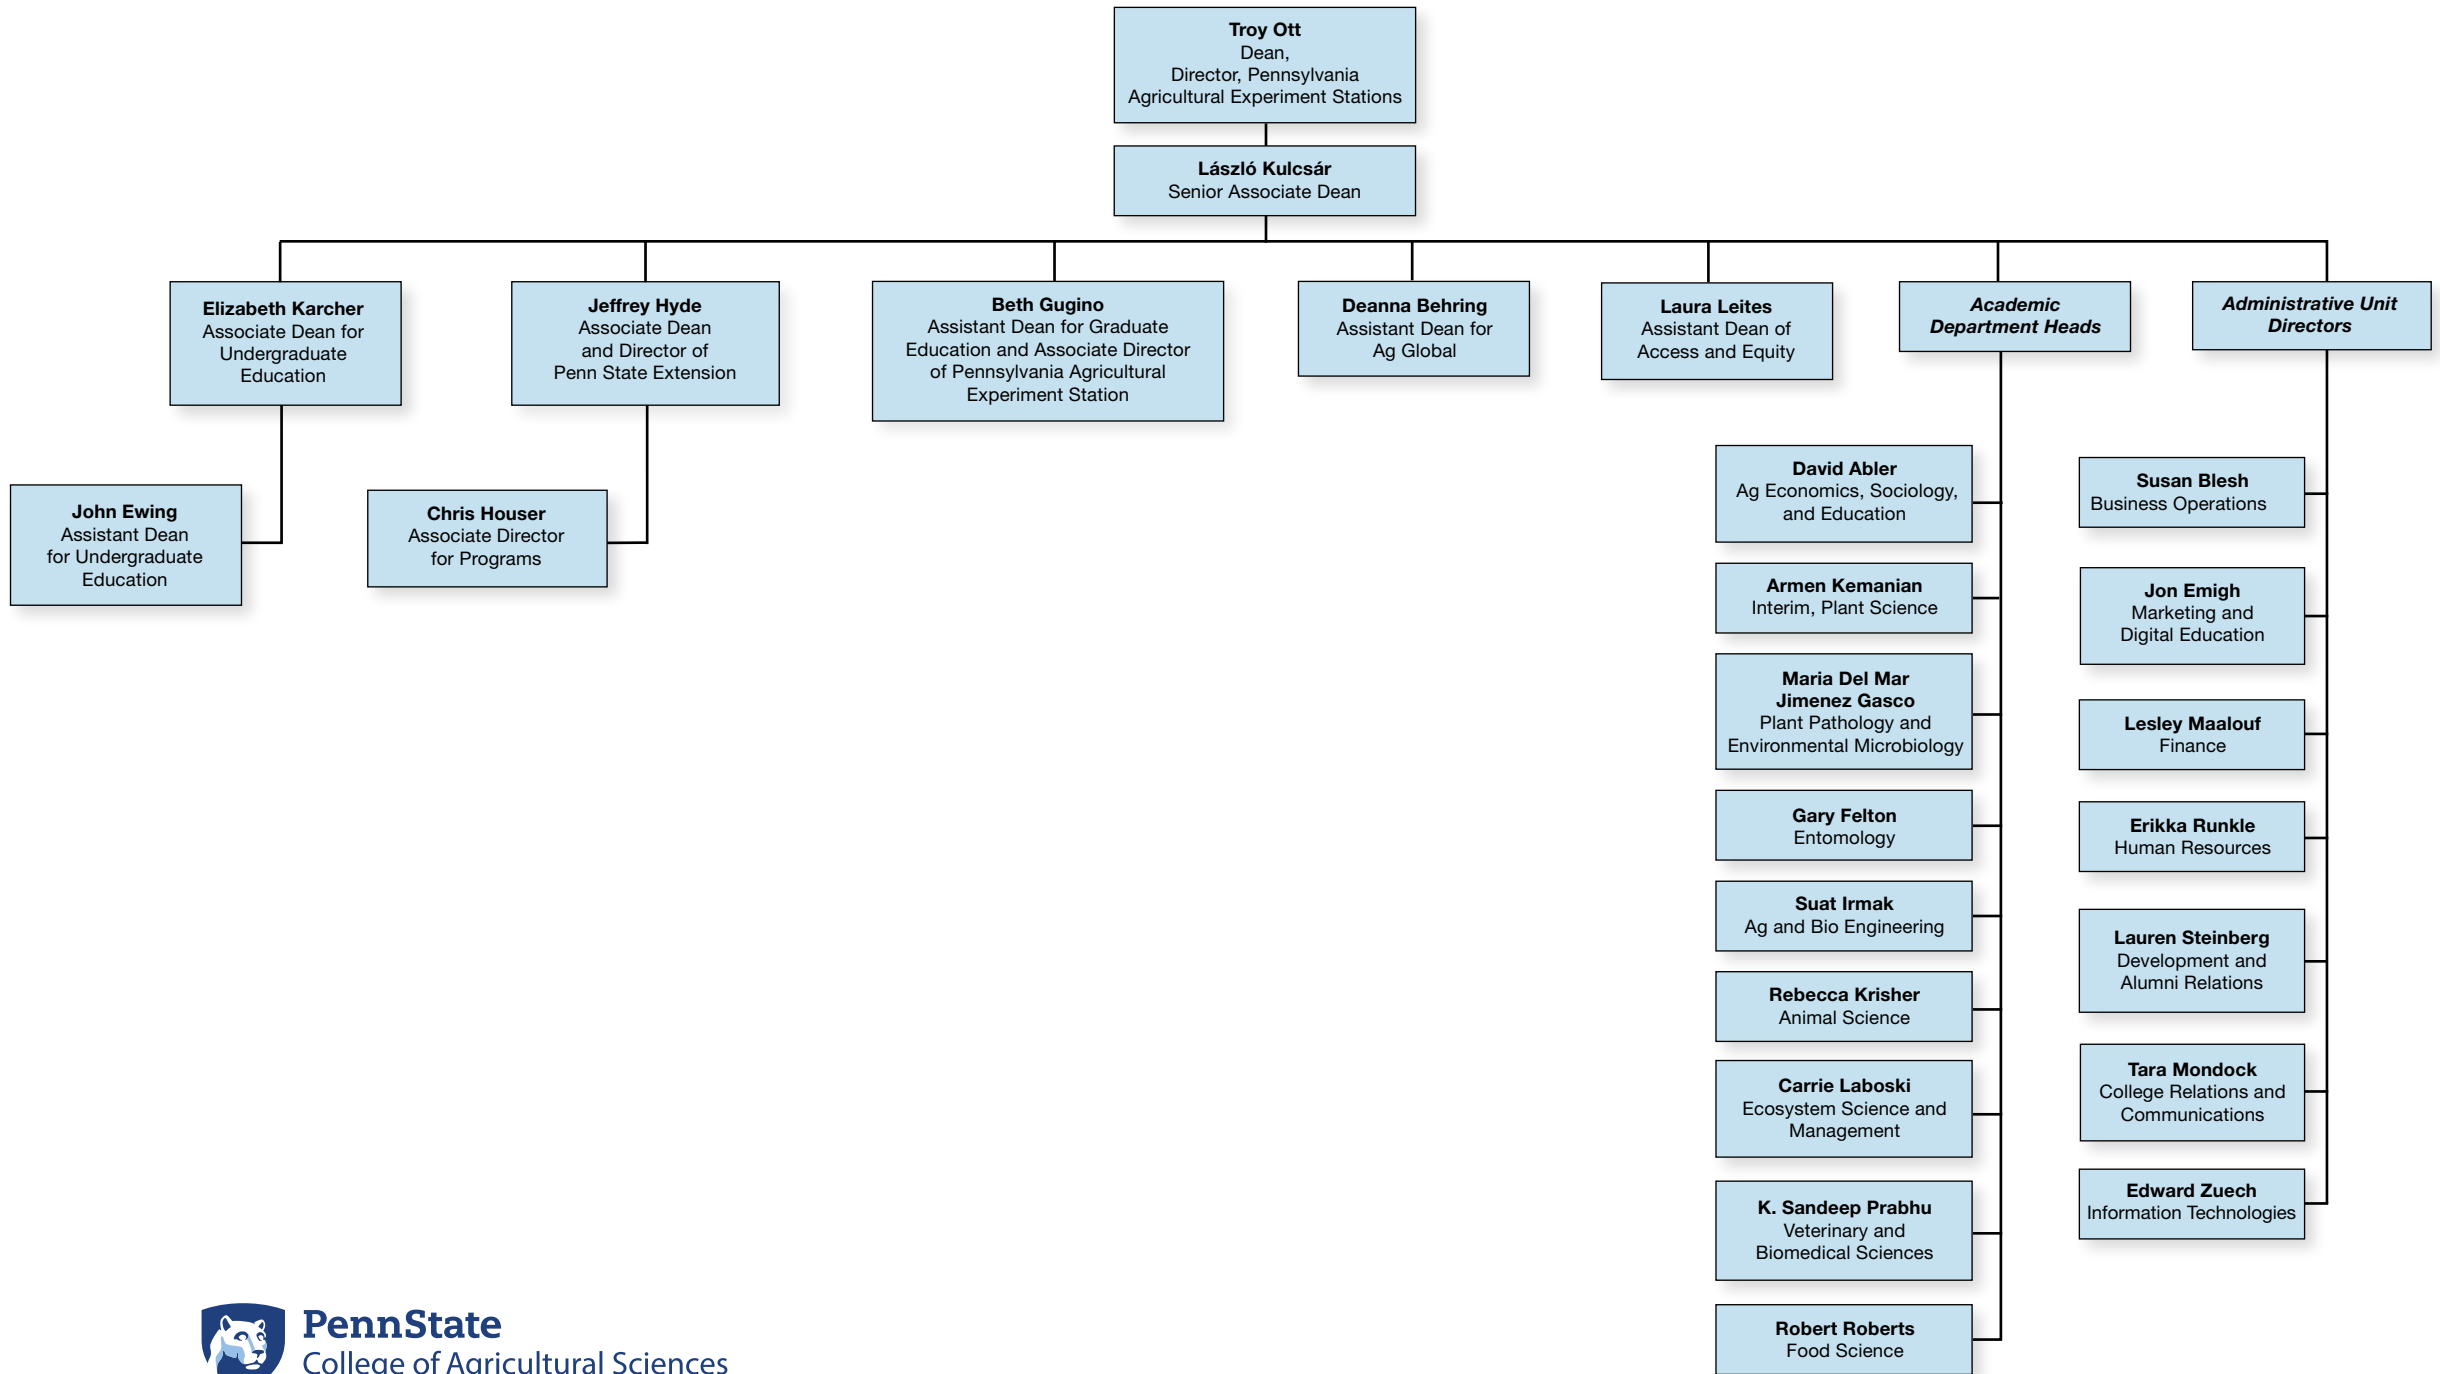 Troy Ott
Dean,
Director, Pennsylvania
Agricultural Experiment Stations
László Kulcsár
Senior Associate Dean
Elizabeth Karcher
Associate Dean for
Undergraduate
Education
Jeffrey Hyde
Associate Dean
and Director of
Penn State Extension
Beth Gugino
Assistant Dean for Graduate
Education and Associate Director
of Pennsylvania Agricultural
Experiment Station
Deanna Behring
Assistant Dean for
Ag Global
Laura Leites
Assistant Dean of
Access and Equity
Academic
Department Heads
Administrative Unit
Directors
John Ewing
Assistant Dean
for Undergraduate
Education
Chris Houser
Associate Director
for Programs
David Abler
Ag Economics, Sociology,
and Education
Armen Kemanian
Interim, Plant Science
Maria Del Mar
Jimenez Gasco
Plant Pathology and
Environmental Microbiology
Gary Felton
Entomology
Suat Irmak
Ag and Bio Engineering
Rebecca Krisher
Animal Science
Carrie Laboski
Ecosystem Science and
Management
K. Sandeep Prabhu
Veterinary and
Biomedical Sciences
Robert Roberts
Food Science
Susan Blesh
Business Operations
Jon Emigh
Marketing and
Digital Education
Lesley Maalouf
Finance
Erikka Runkle
Human Resources
Lauren Steinberg
Development and
Alumni Relations
Tara Mondock
College Relations and
Communications
Edward Zuech
Information Technologies
PennState
College of Agricultural Sciences